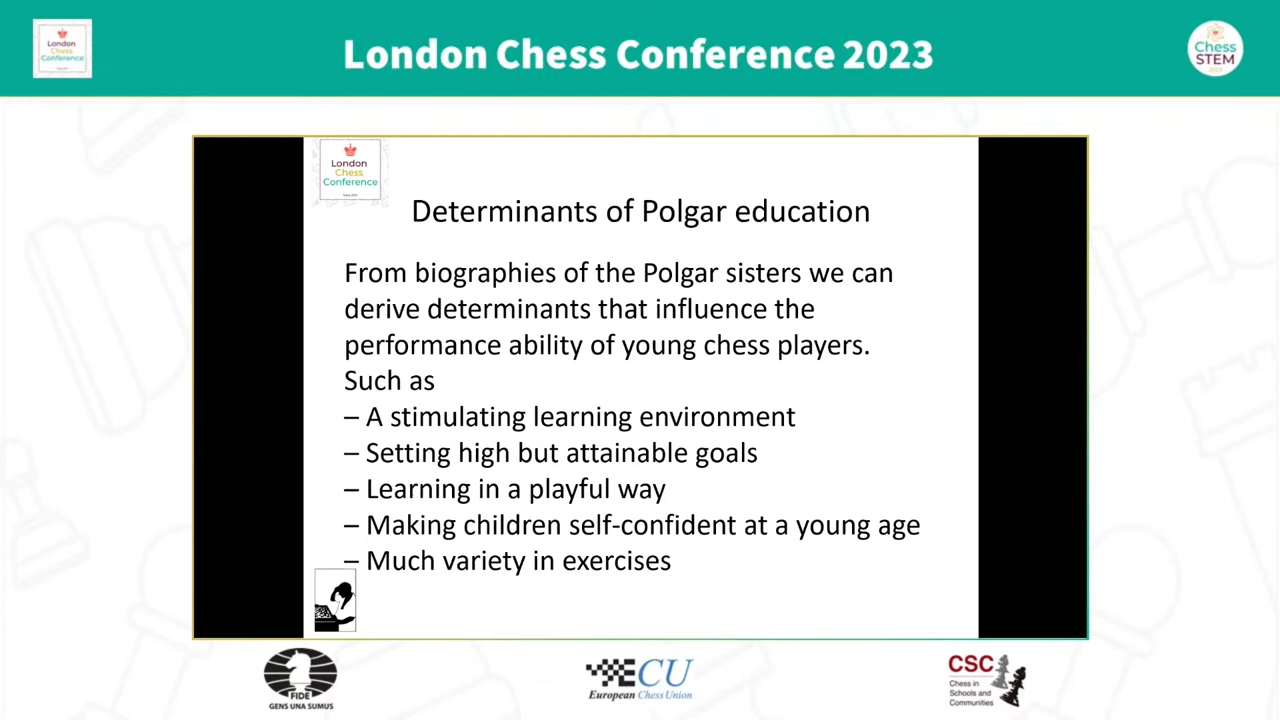 London
Chess
Conference
London Chess Conference 2023
Chess
STEM
London
Chess
Conference
Determinants of Polgar education
From biographies of the Polgar sisters we can
derive determinants that influence the
performance ability of young chess players.
Such as
– A stimulating learning environment
– Setting high but attainable goals
– Learning in a playful way
– Making children self-confident at a young age
– Much variety in exercises
FIDE
GENS UNA SUMUS
ECU
European Chess Union
CSC
Chess in
Schools and
Communities